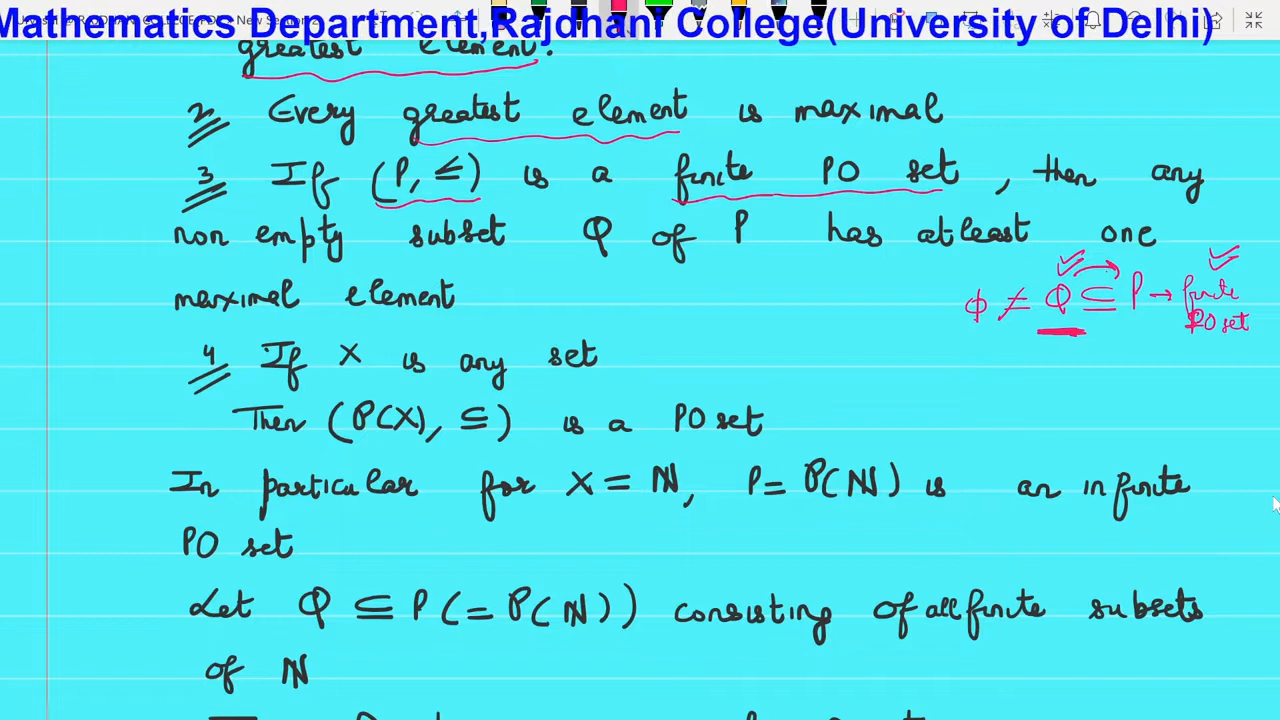 Mathematics Department,Rajdhani College(University of Delhi)
greatest element.
2 Every greatest element is maximal
3 If (P, ≤) is a finite PO set, then any
non empty subset Q of P has atleast one
maximal element
ϕ ≠ Q ⊆ P → finite
PO set
4 If X is any set
Then (P(X), ⊆) is a PO set
In particular for X = ℕ, P = P(ℕ) is an infinite
PO set
Let Q ⊆ P (= P(ℕ)) consisting of all finite subsets
of ℕ